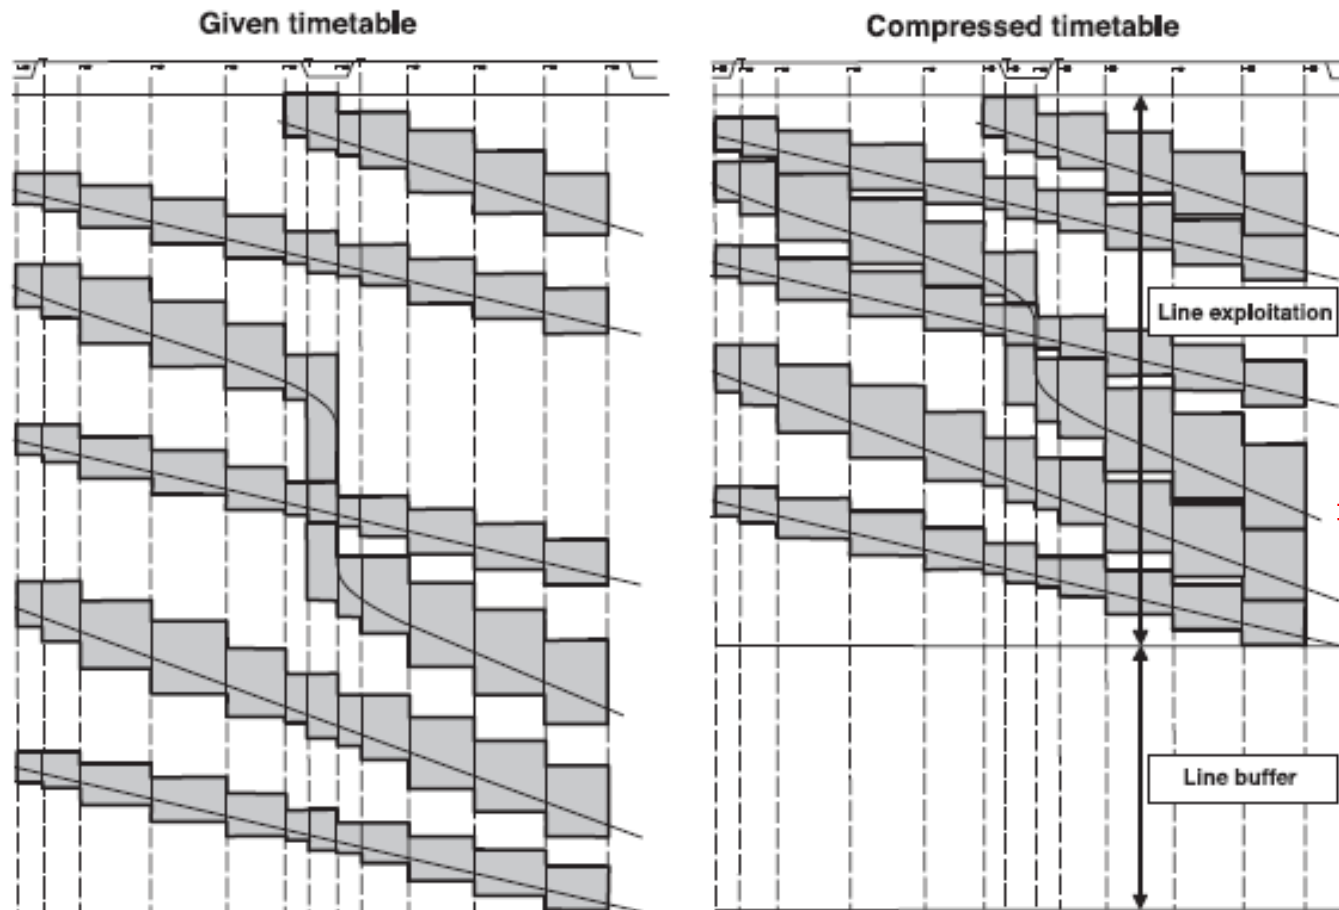 Given timetable
Compressed timetable
Line exploitation
Line buffer